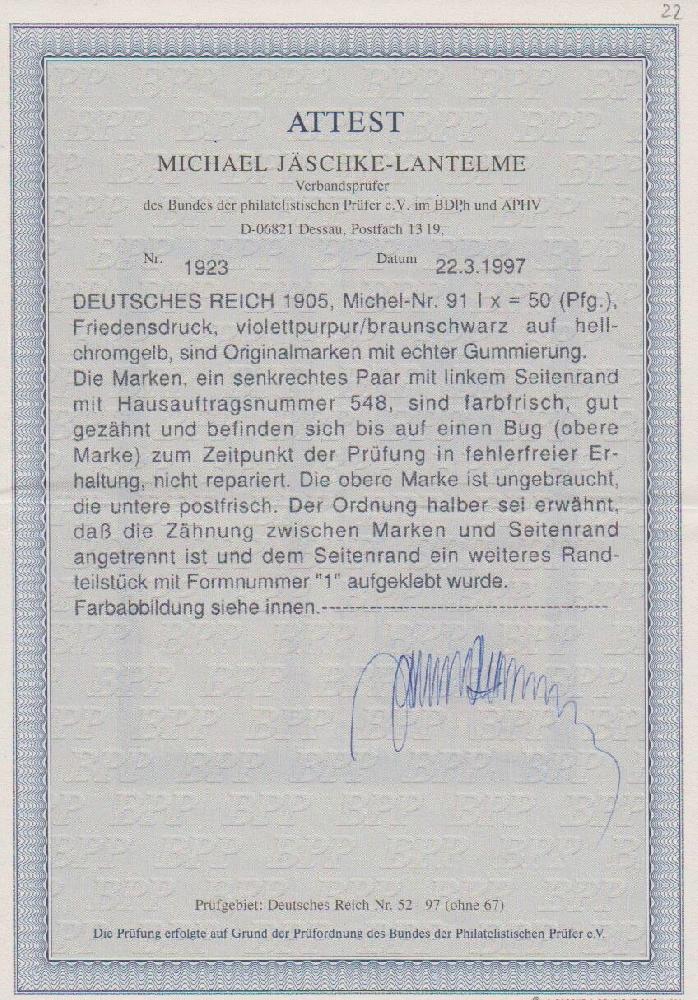 22
ATTEST
MICHAEL JÄSCHKE-LANTELME
Verbandsprüfer
des Bundes der philatelistischen Prüfer e.V. im BDPh und APHV
D-06821 Dessau, Postfach 13 19,
Nr. 1923 Datum 22.3.1997
DEUTSCHES REICH 1905, Michel-Nr. 91 I x = 50 (Pfg.),
Friedensdruck, violettpurpur/braunschwarz auf hell-
chromgelb, sind Originalmarken mit echter Gummierung.
Die Marken, ein senkrechtes Paar mit linkem Seitenrand
mit Hausauftragsnummer 548, sind farbfrisch, gut
gezähnt und befinden sich bis auf einen Bug (obere
Marke) zum Zeitpunkt der Prüfung in fehlerfreier Er-
haltung, nicht repariert. Die obere Marke ist ungebraucht,
die untere postfrisch. Der Ordnung halber sei erwähnt,
daß die Zähnung zwischen Marken und Seitenrand
angetrennt ist und dem Seitenrand ein weiteres Rand-
teilstück mit Formnummer "1" aufgeklebt wurde.
Farbabbildung siehe innen.--------------------------------------
Prüfgebiet: Deutsches Reich Nr. 52 - 97 (ohne 67)
Die Prüfung erfolgte auf Grund der Prüfordnung des Bundes der Philatelistischen Prüfer e.V.